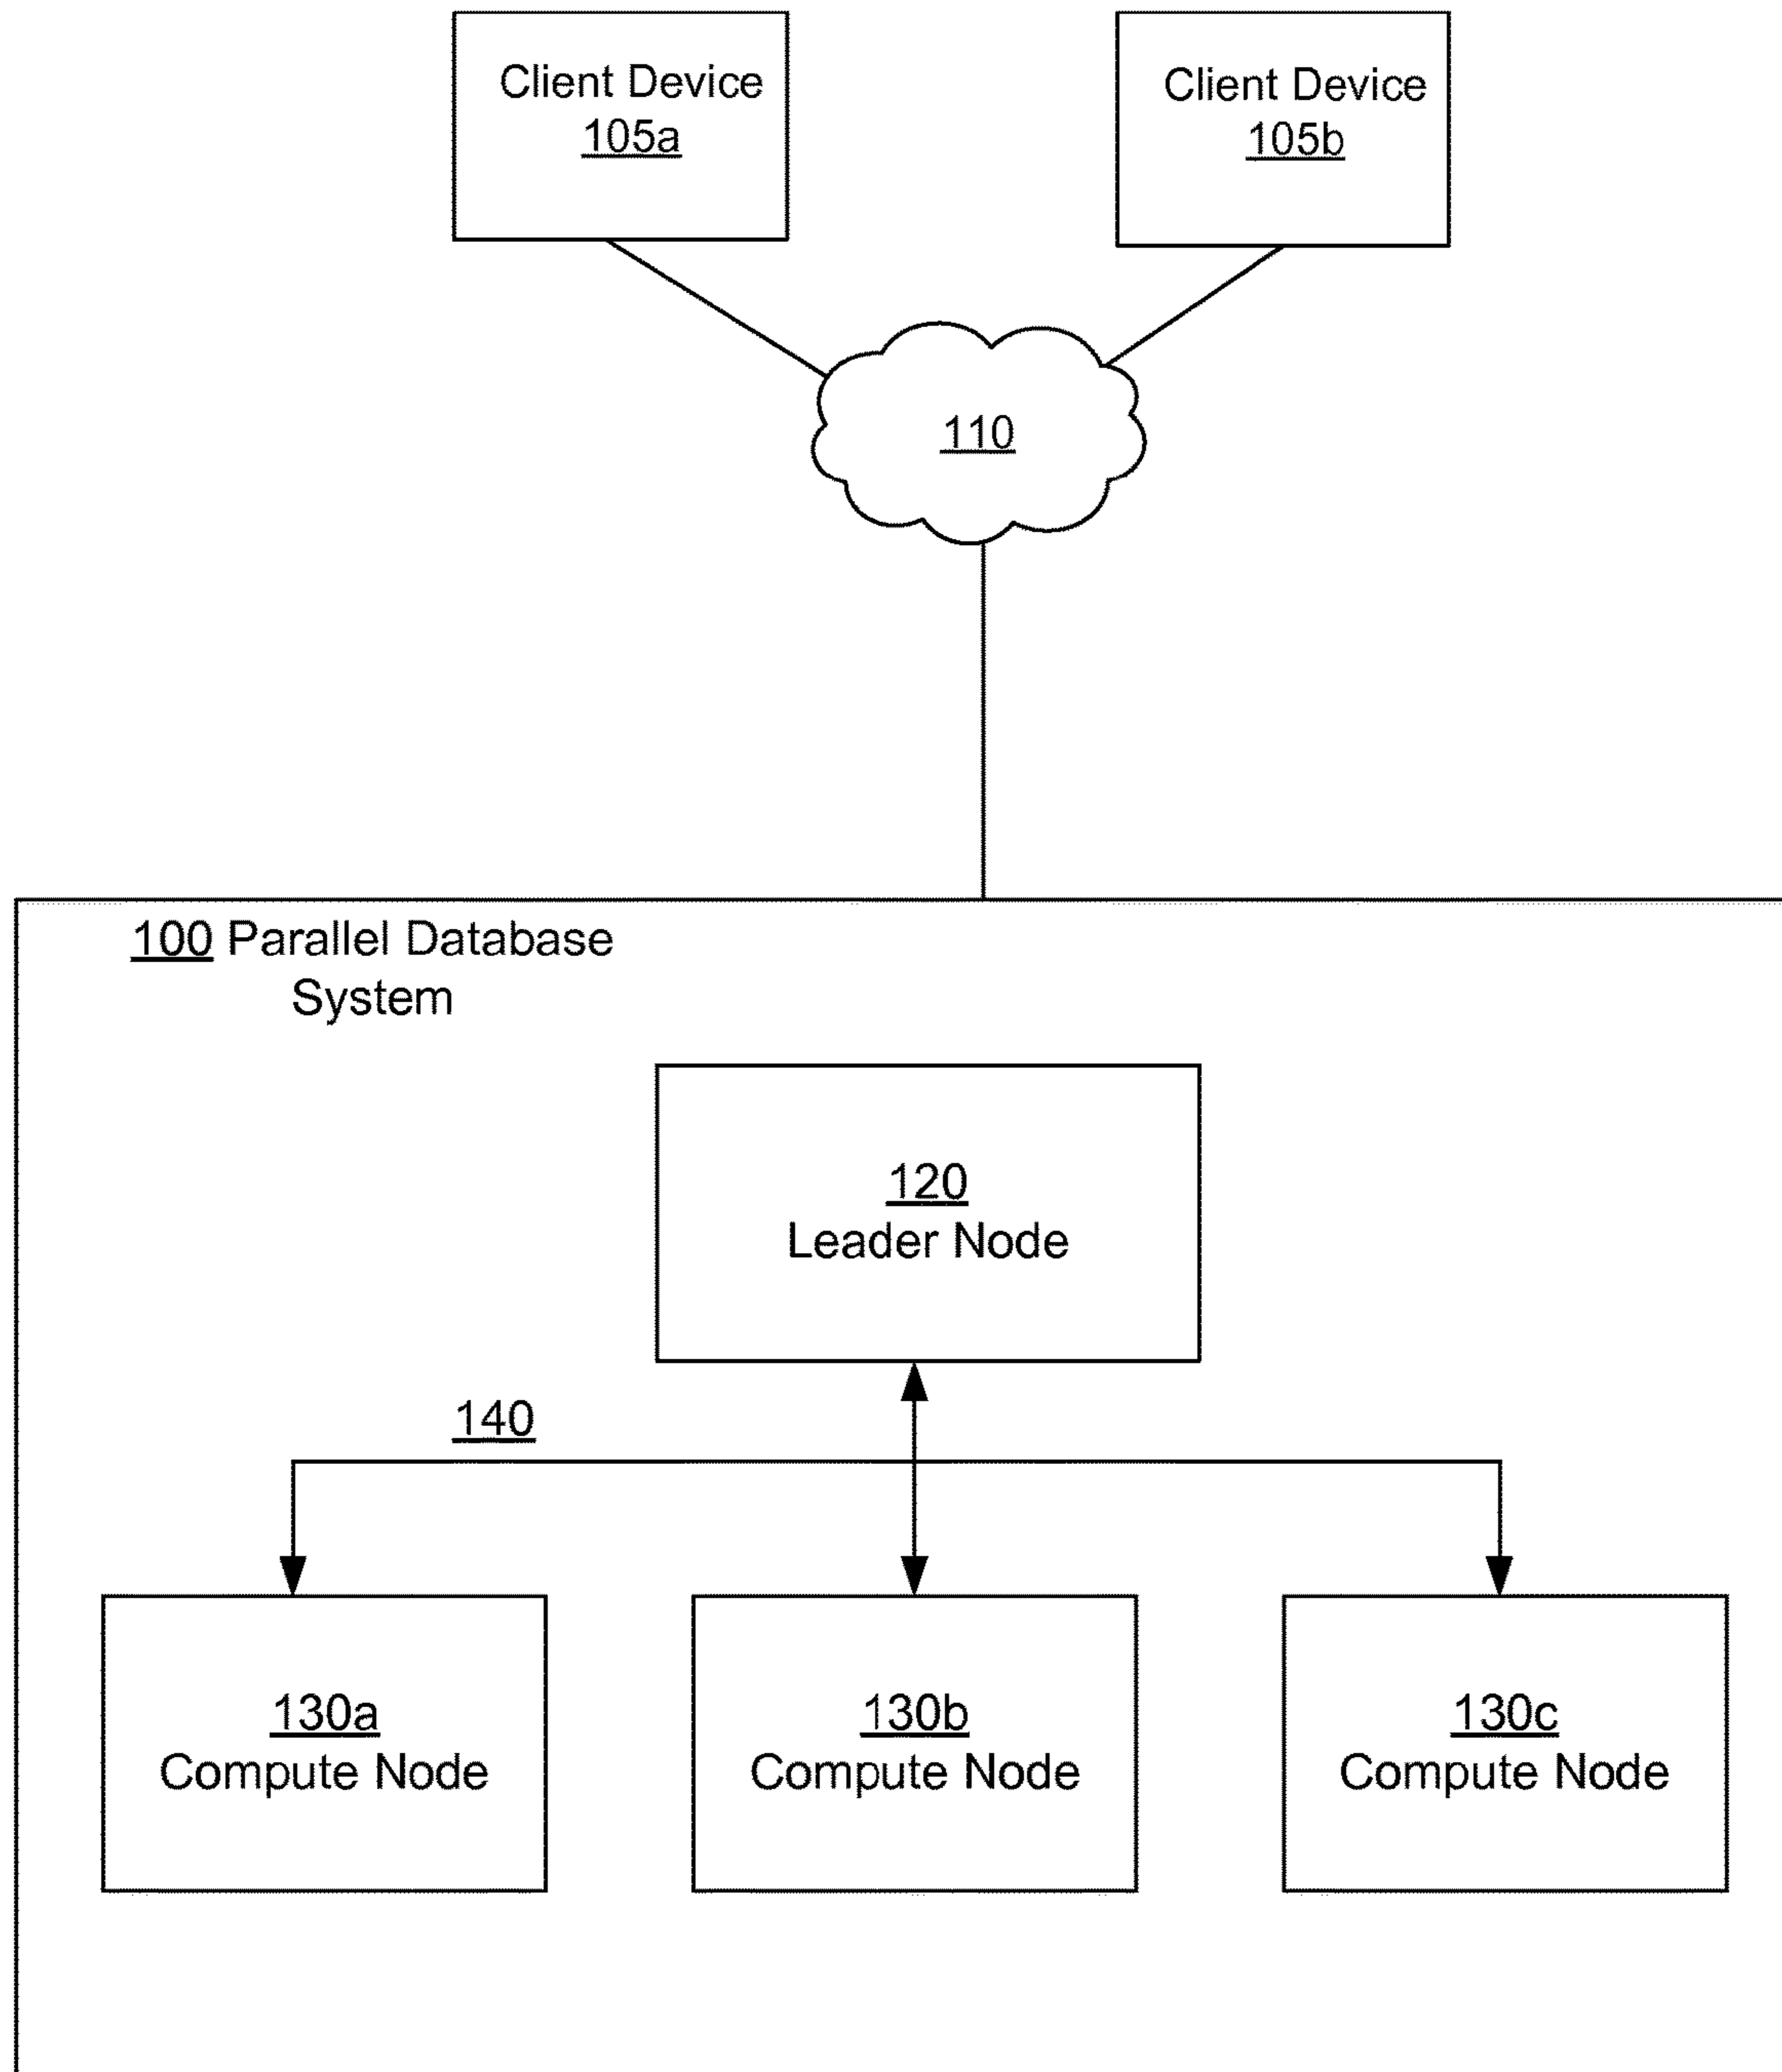 Client Device
105a
Client Device
105b
110
100 Parallel Database
System
120
Leader Node
140
130a
Compute Node
130b
Compute Node
130c
Compute Node